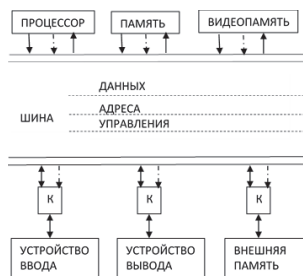 ПРОЦЕССОР ПАМЯТЬ ВИДЕОПАМЯТЬ
ДАННЫХ
АДРЕСА
ШИНА
УПРАВЛЕНИЯ
К К К
УСТРОЙСТВО ВВОДА
УСТРОЙСТВО ВЫВОДА
ВНЕШНЯЯ ПАМЯТЬ